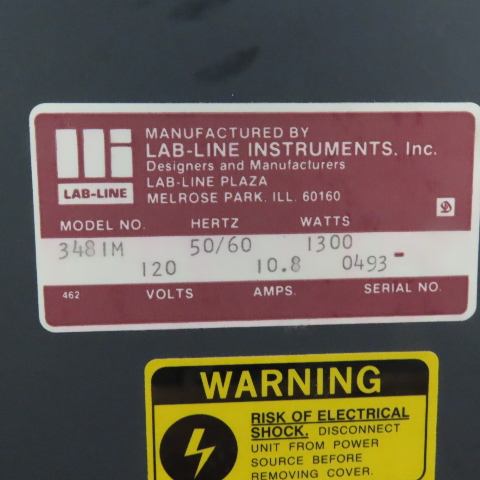 MANUFACTURED BY
LAB-LINE INSTRUMENTS, Inc.
Designers and Manufacturers
LAB-LINE PLAZA
MELROSE PARK, ILL. 60160
LAB-LINE
MODEL NO. HERTZ WATTS
3481M 50/60 1300
120 10.8 0493-
462 VOLTS AMPS. SERIAL NO.
WARNING
RISK OF ELECTRICAL
SHOCK. DISCONNECT
UNIT FROM POWER
SOURCE BEFORE
REMOVING COVER.